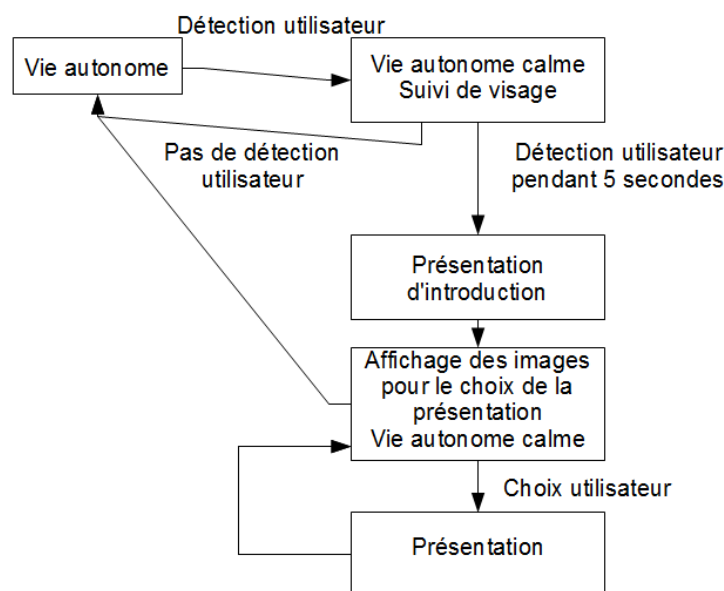 Détection utilisateur
Vie autonome
Vie autonome calme
Suivi de visage
Pas de détection
utilisateur
Détection utilisateur
pendant 5 secondes
Présentation
d'introduction
Affichage des images
pour le choix de la
présentation
Vie autonome calme
Choix utilisateur
Présentation